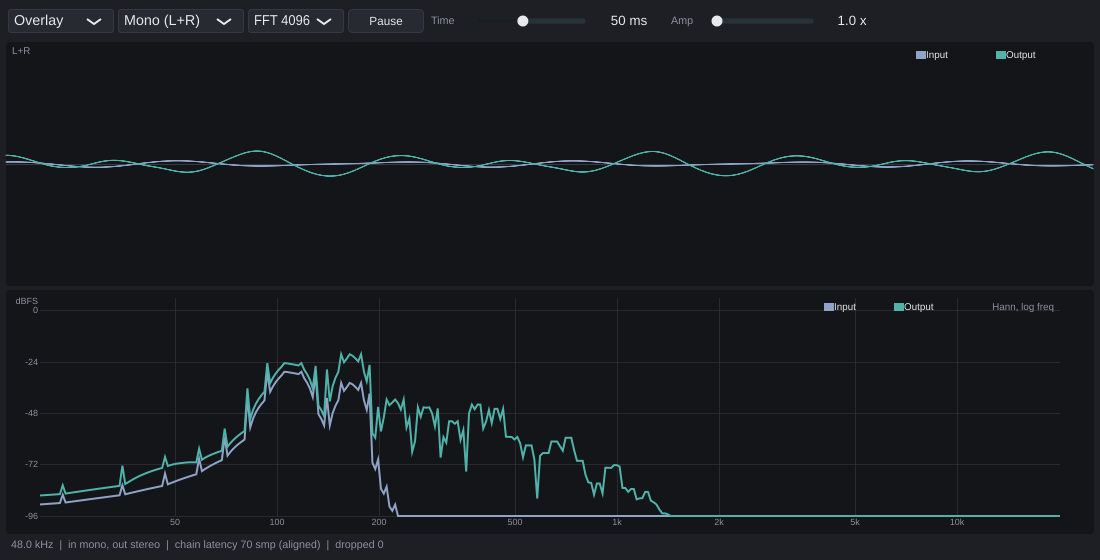 Overlay Mono (L+R) FFT 4096 Pause Time 50 ms Amp 1.0 x
L+R Input Output
dBFS Input Output Hann, log freq
0
-24
-48
-72
-96
50 100 200 500 1k 2k 5k 10k
48.0 kHz | in mono, out stereo | chain latency 70 smp (aligned) | dropped 0